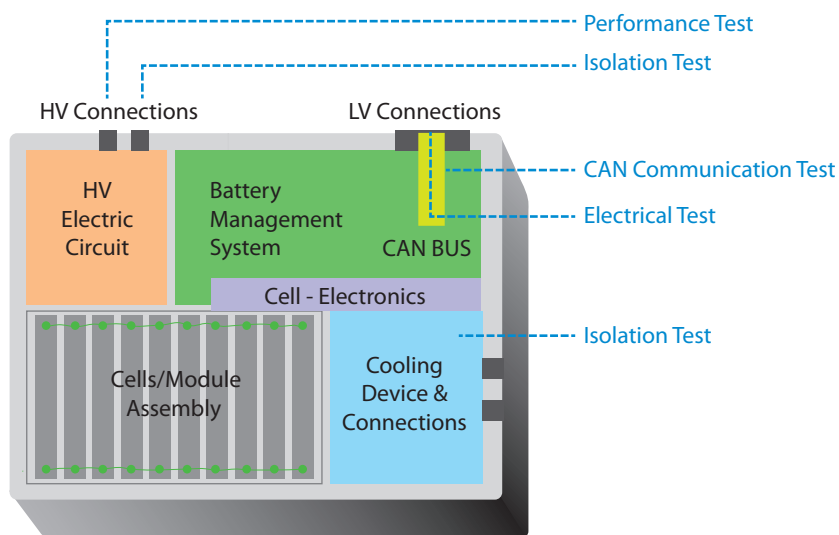 Performance Test
Isolation Test
HV Connections
LV Connections
CAN Communication Test
HV
Electric
Circuit
Battery
Management
System
CAN BUS
Electrical Test
Cell - Electronics
Isolation Test
Cells/Module
Assembly
Cooling
Device &
Connections